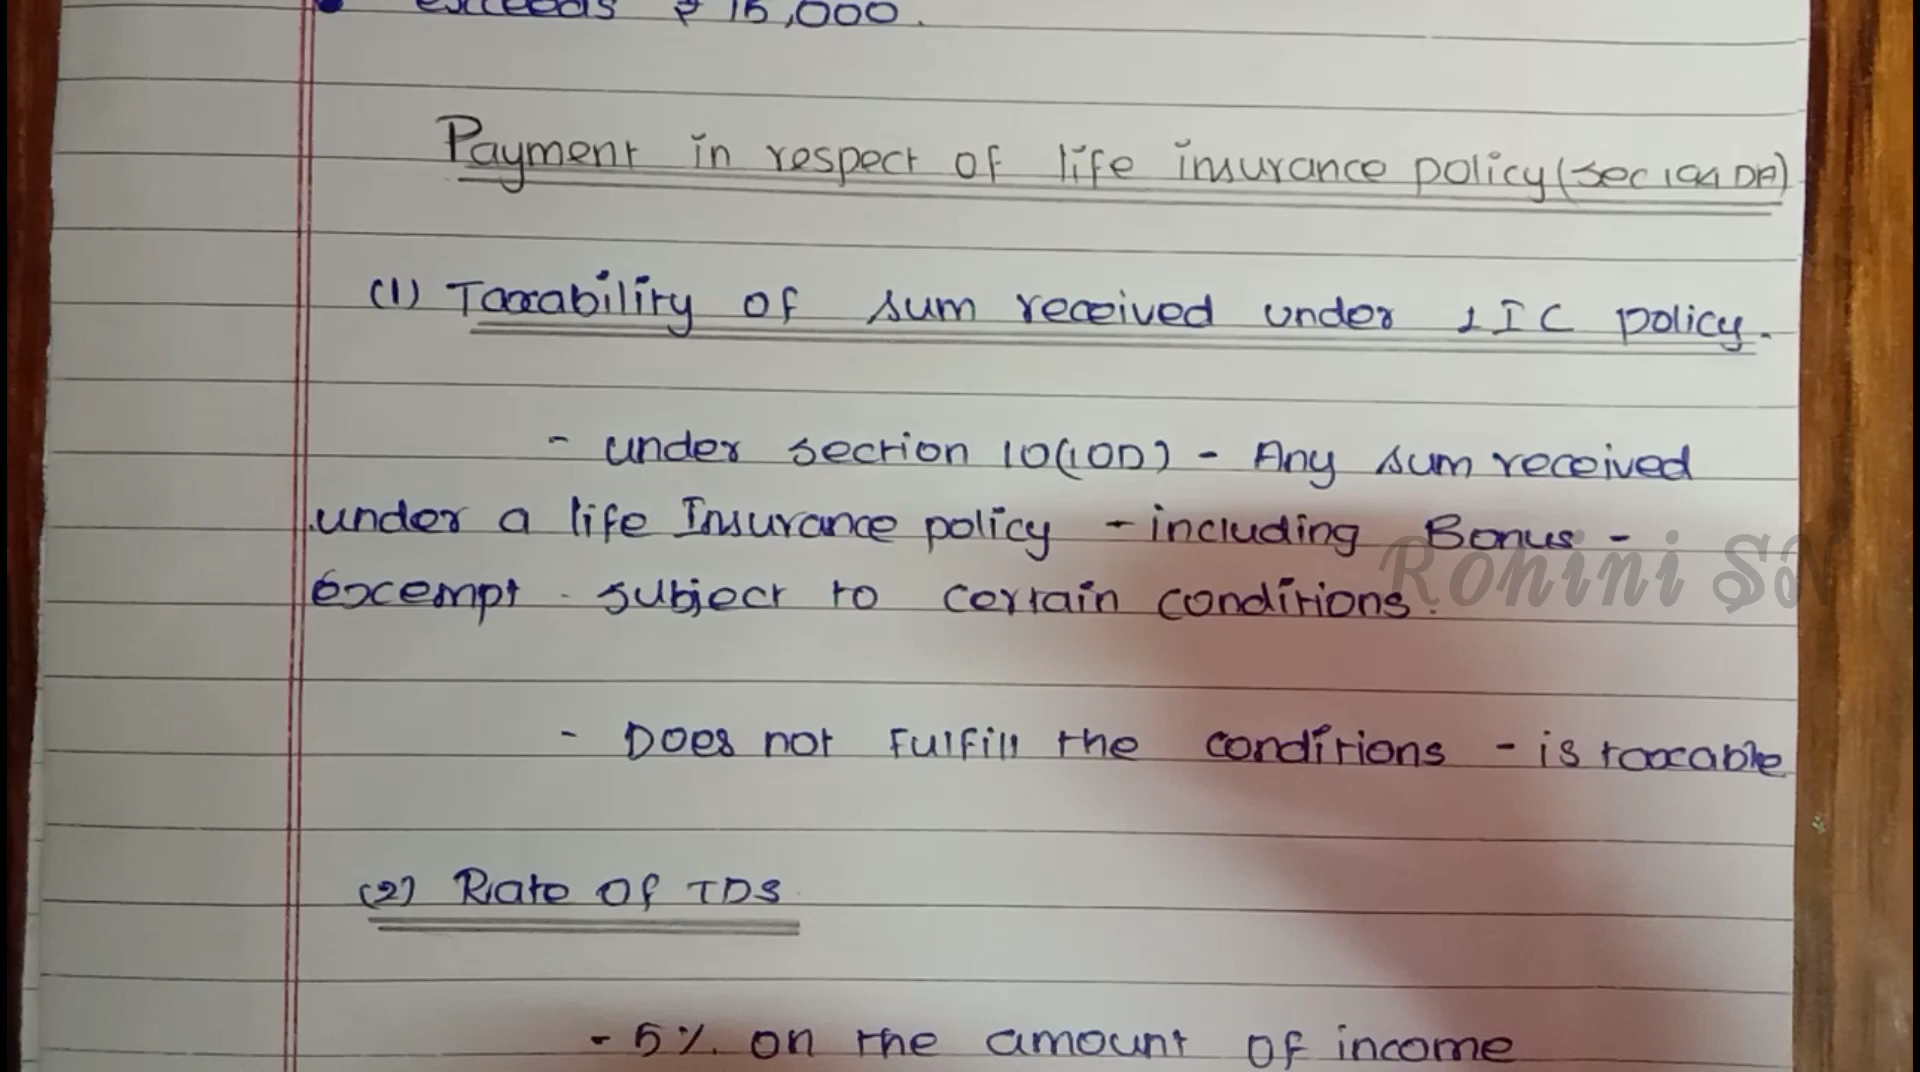 exceeds ₹ 15,000.
Payment in respect of life insurance policy (sec 194 DA)
(1) Taxability of sum received under LIC policy.
- under section 10(10D) - Any sum received
under a life Insurance policy - including Bonus -
Rohini SN
exempt subject to certain conditions.
- Does not fulfill the conditions - is taxable
(2) Rate of TDS
- 5% on the amount of income